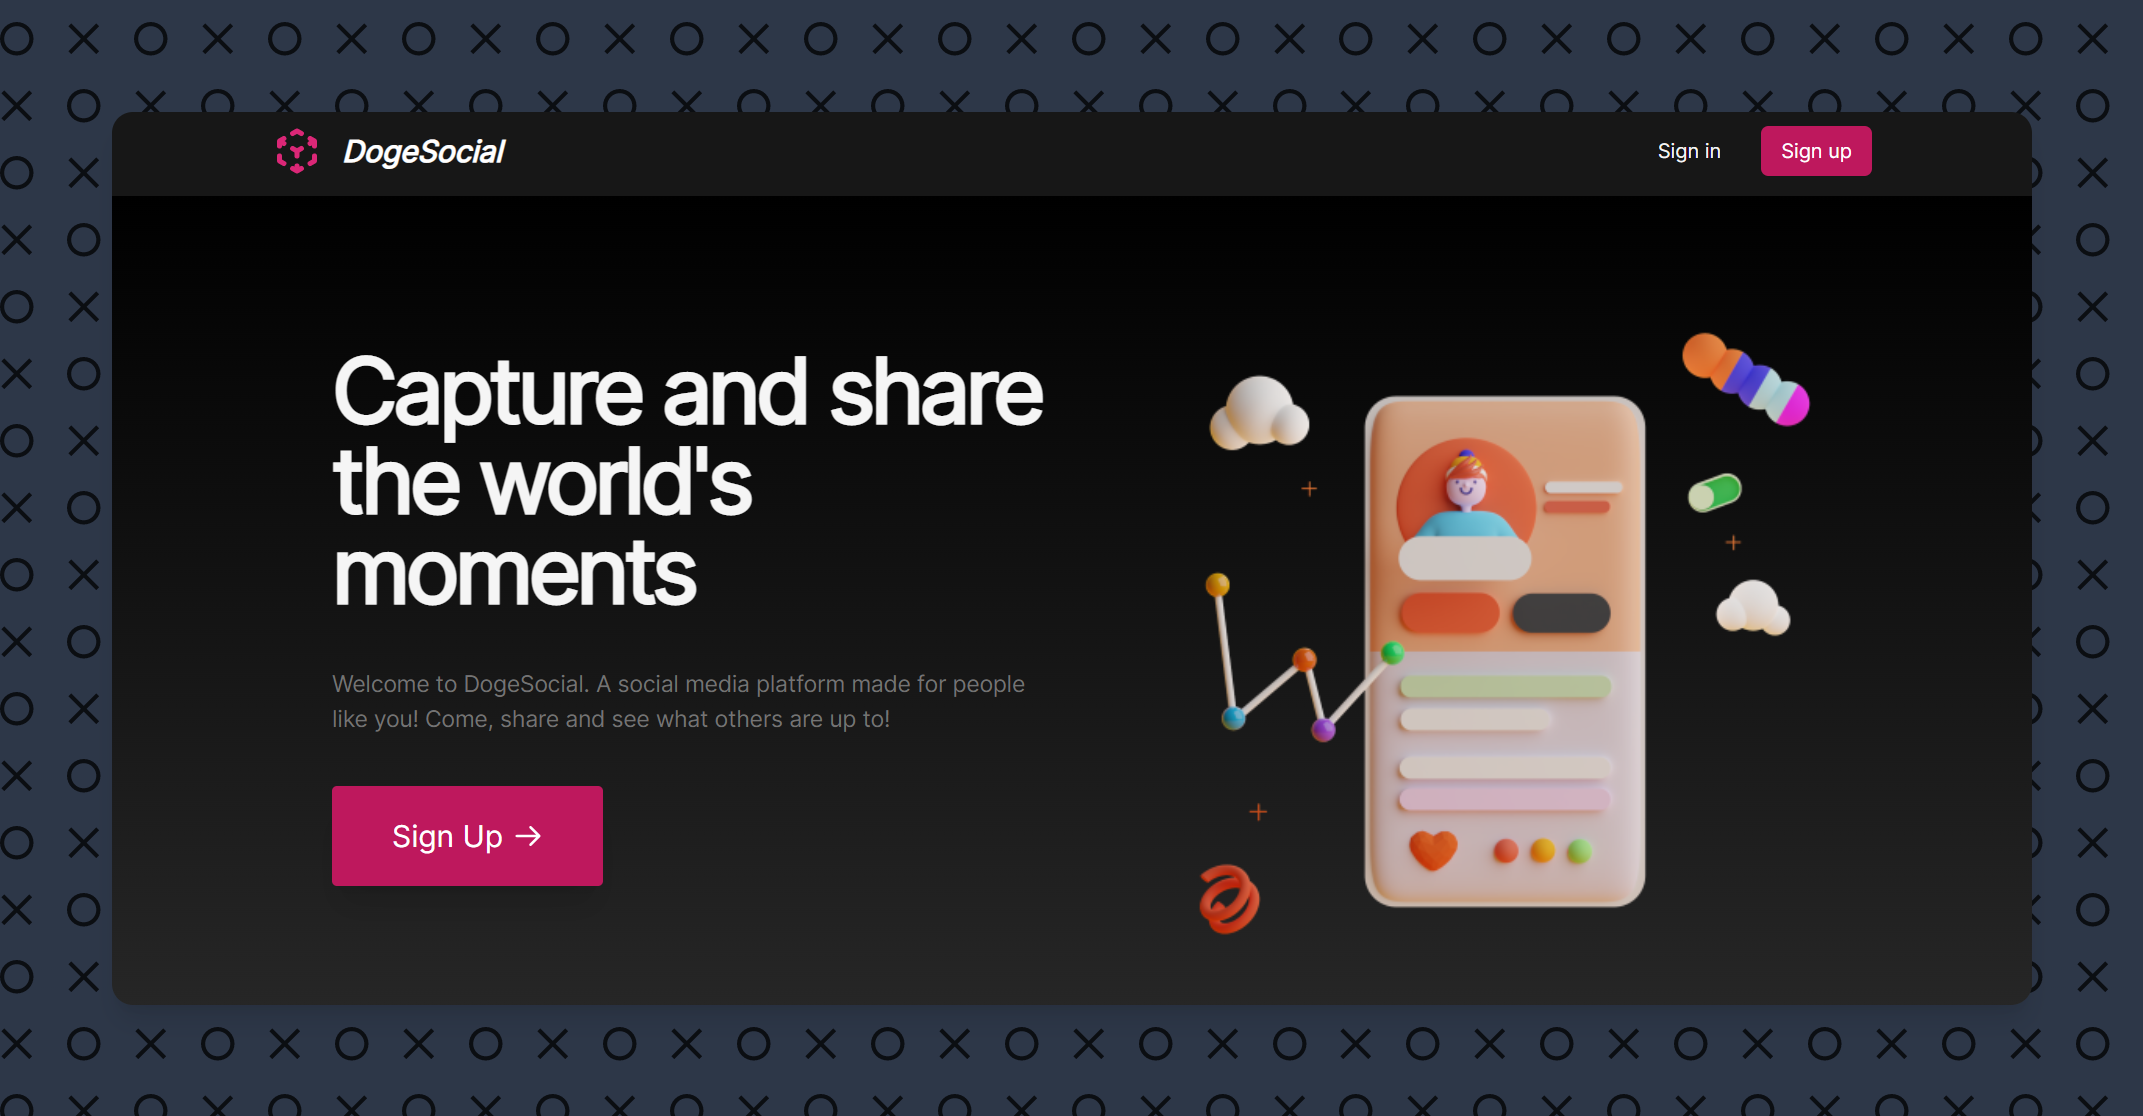 DogeSocial
Sign in
Sign up
Capture and share
the world's
moments
Welcome to DogeSocial. A social media platform made for people
like you! Come, share and see what others are up to!
Sign Up →